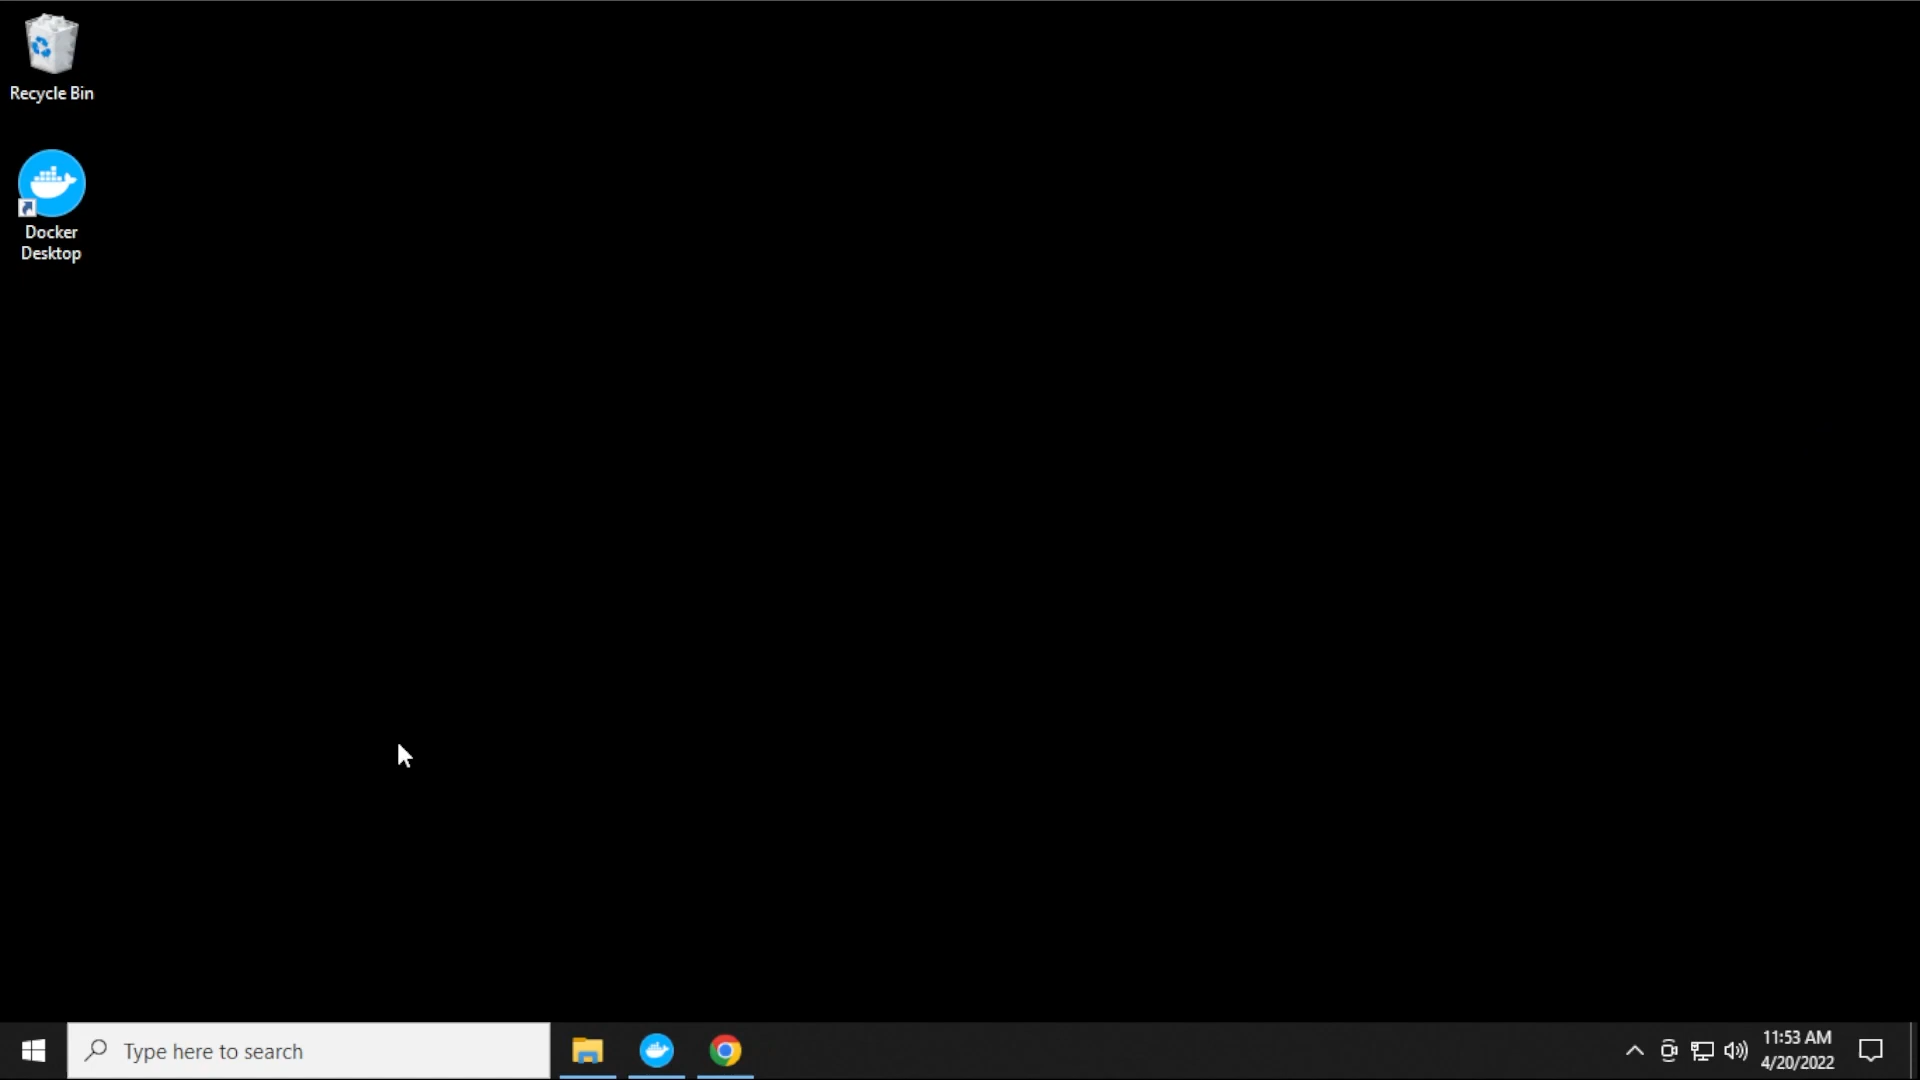 Recycle Bin
Docker
Desktop
Type here to search
11:53 AM
4/20/2022